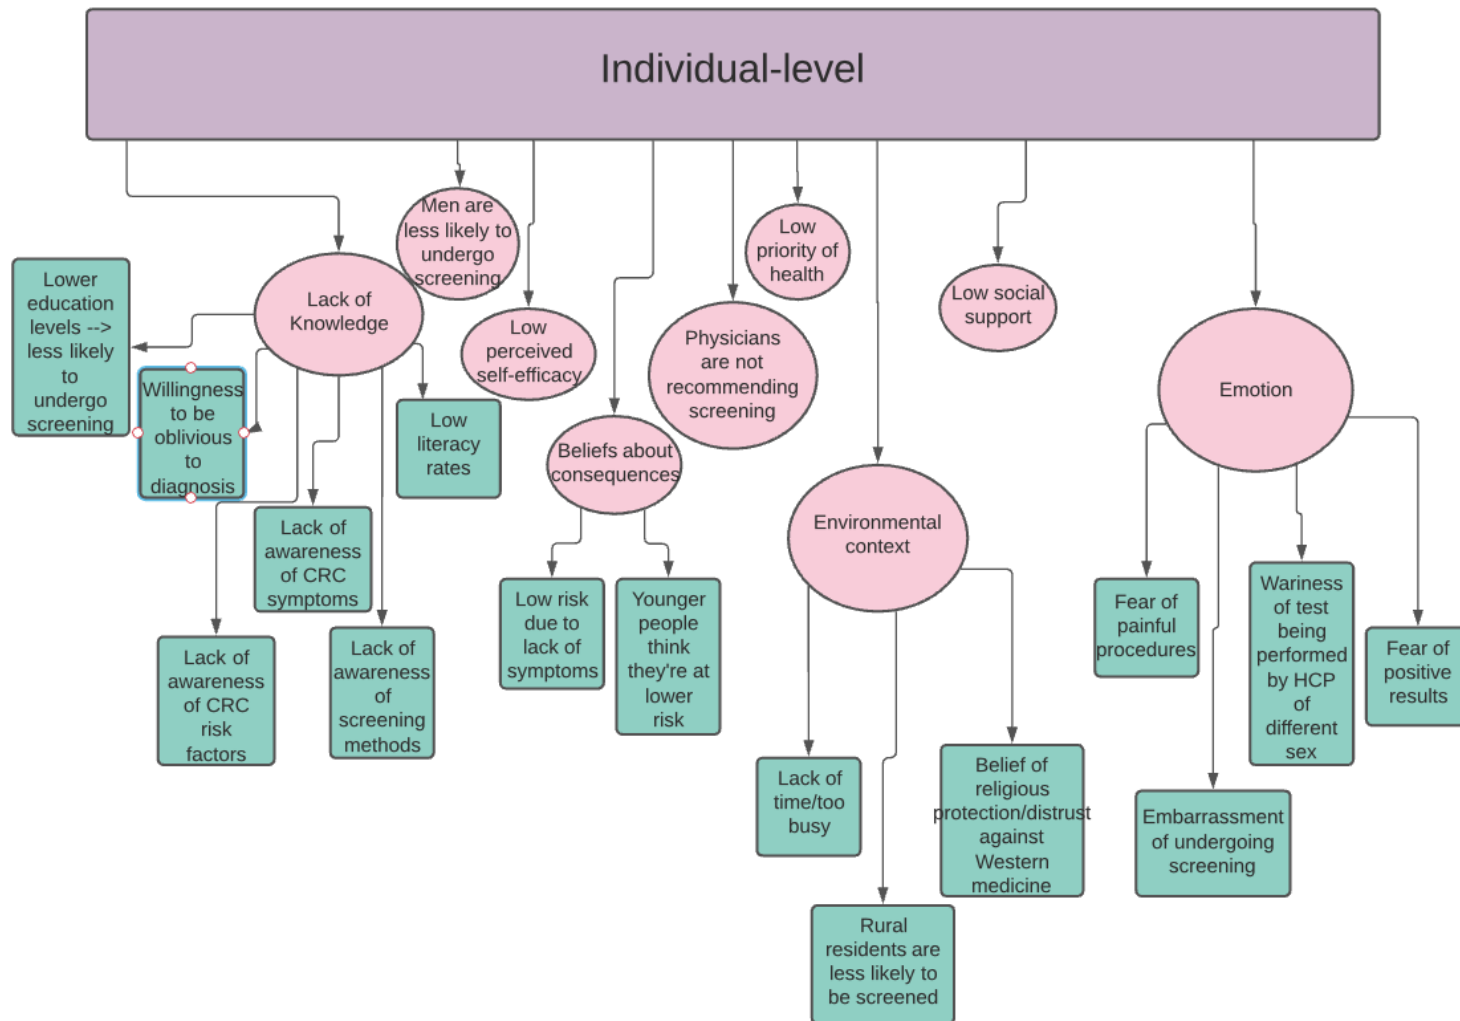 Individual-level
Men are
less likely to
undergo
screening
Low
priority of
health
Lower
education
levels -->
less likely
to
undergo
screening
Lack of
Knowledge
Low
perceived
self-efficacy
Physicians
are not
recommending
screening
Low social
support
Emotion
Willingness
to be
oblivious
to
diagnosis
Low
literacy
rates
Beliefs about
consequences
Environmental
context
Lack of
awareness
of CRC
symptoms
Lack of
awareness
of CRC
risk
factors
Lack of
awareness
of
screening
methods
Low risk
due to
lack of
symptoms
Younger
people
think
they're at
lower
risk
Lack of
time/too
busy
Rural
residents are
less likely to
be screened
Belief of
religious
protection/distrust
against
Western
medicine
Fear of
painful
procedures
Embarrassment
of undergoing
screening
Wariness
of test
being
performed
by HCP
of
different
sex
Fear of
positive
results